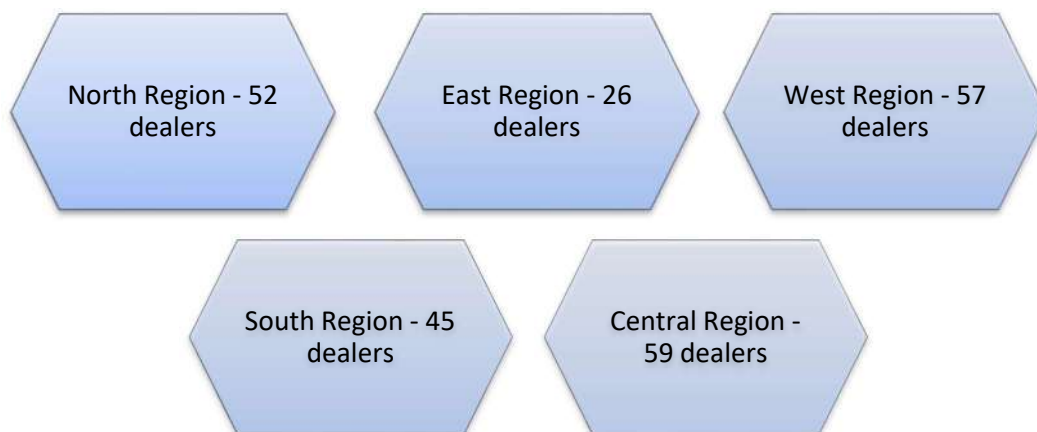 North Region - 52
dealers
East Region - 26
dealers
West Region - 57
dealers
South Region - 45
dealers
Central Region -
59 dealers